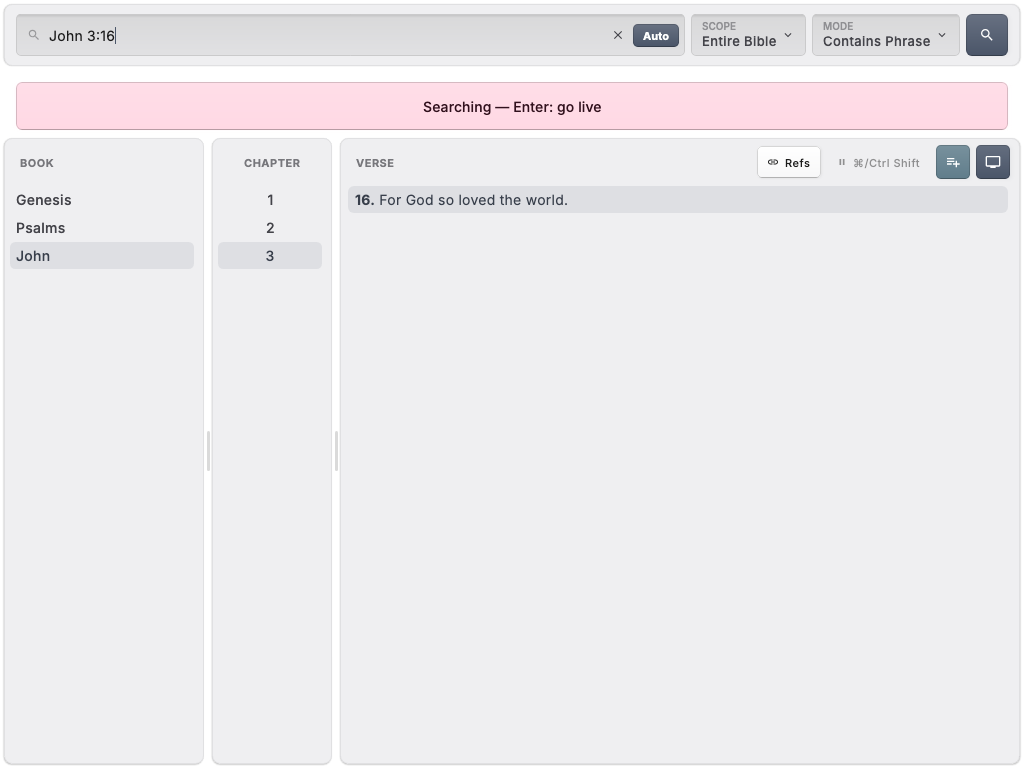 John 3:16
Auto
SCOPE
Entire Bible
MODE
Contains Phrase
Searching — Enter: go live
BOOK
Genesis
Psalms
John
CHAPTER
1
2
3
VERSE
Refs
⌘/Ctrl Shift
16. For God so loved the world.